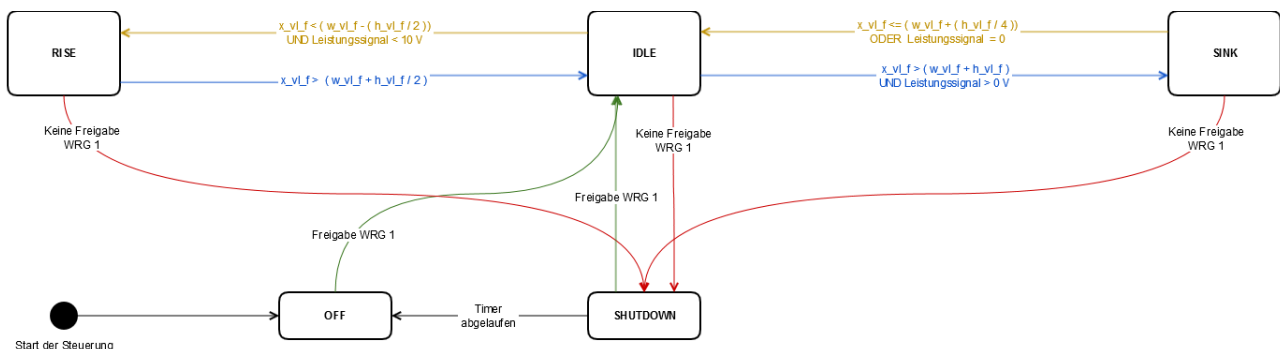 x_vl_f < ( w_vl_f - ( h_vl_f / 2 ))
UND Leistungssignal < 10 V
x_vl_f <= ( w_vl_f + ( h_vl_f / 4 ))
ODER Leistungssignal = 0
RISE
IDLE
SINK
x_vl_f > ( w_vl_f + h_vl_f / 2 )
x_vl_f > ( w_vl_f + h_vl_f )
UND Leistungssignal > 0 V
Keine Freigabe
WRG 1
Keine Freigabe
WRG 1
Keine Freigabe
WRG 1
Freigabe WRG 1
Freigabe WRG 1
OFF
Timer
abgelaufen
SHUTDOWN
Start der Steuerung